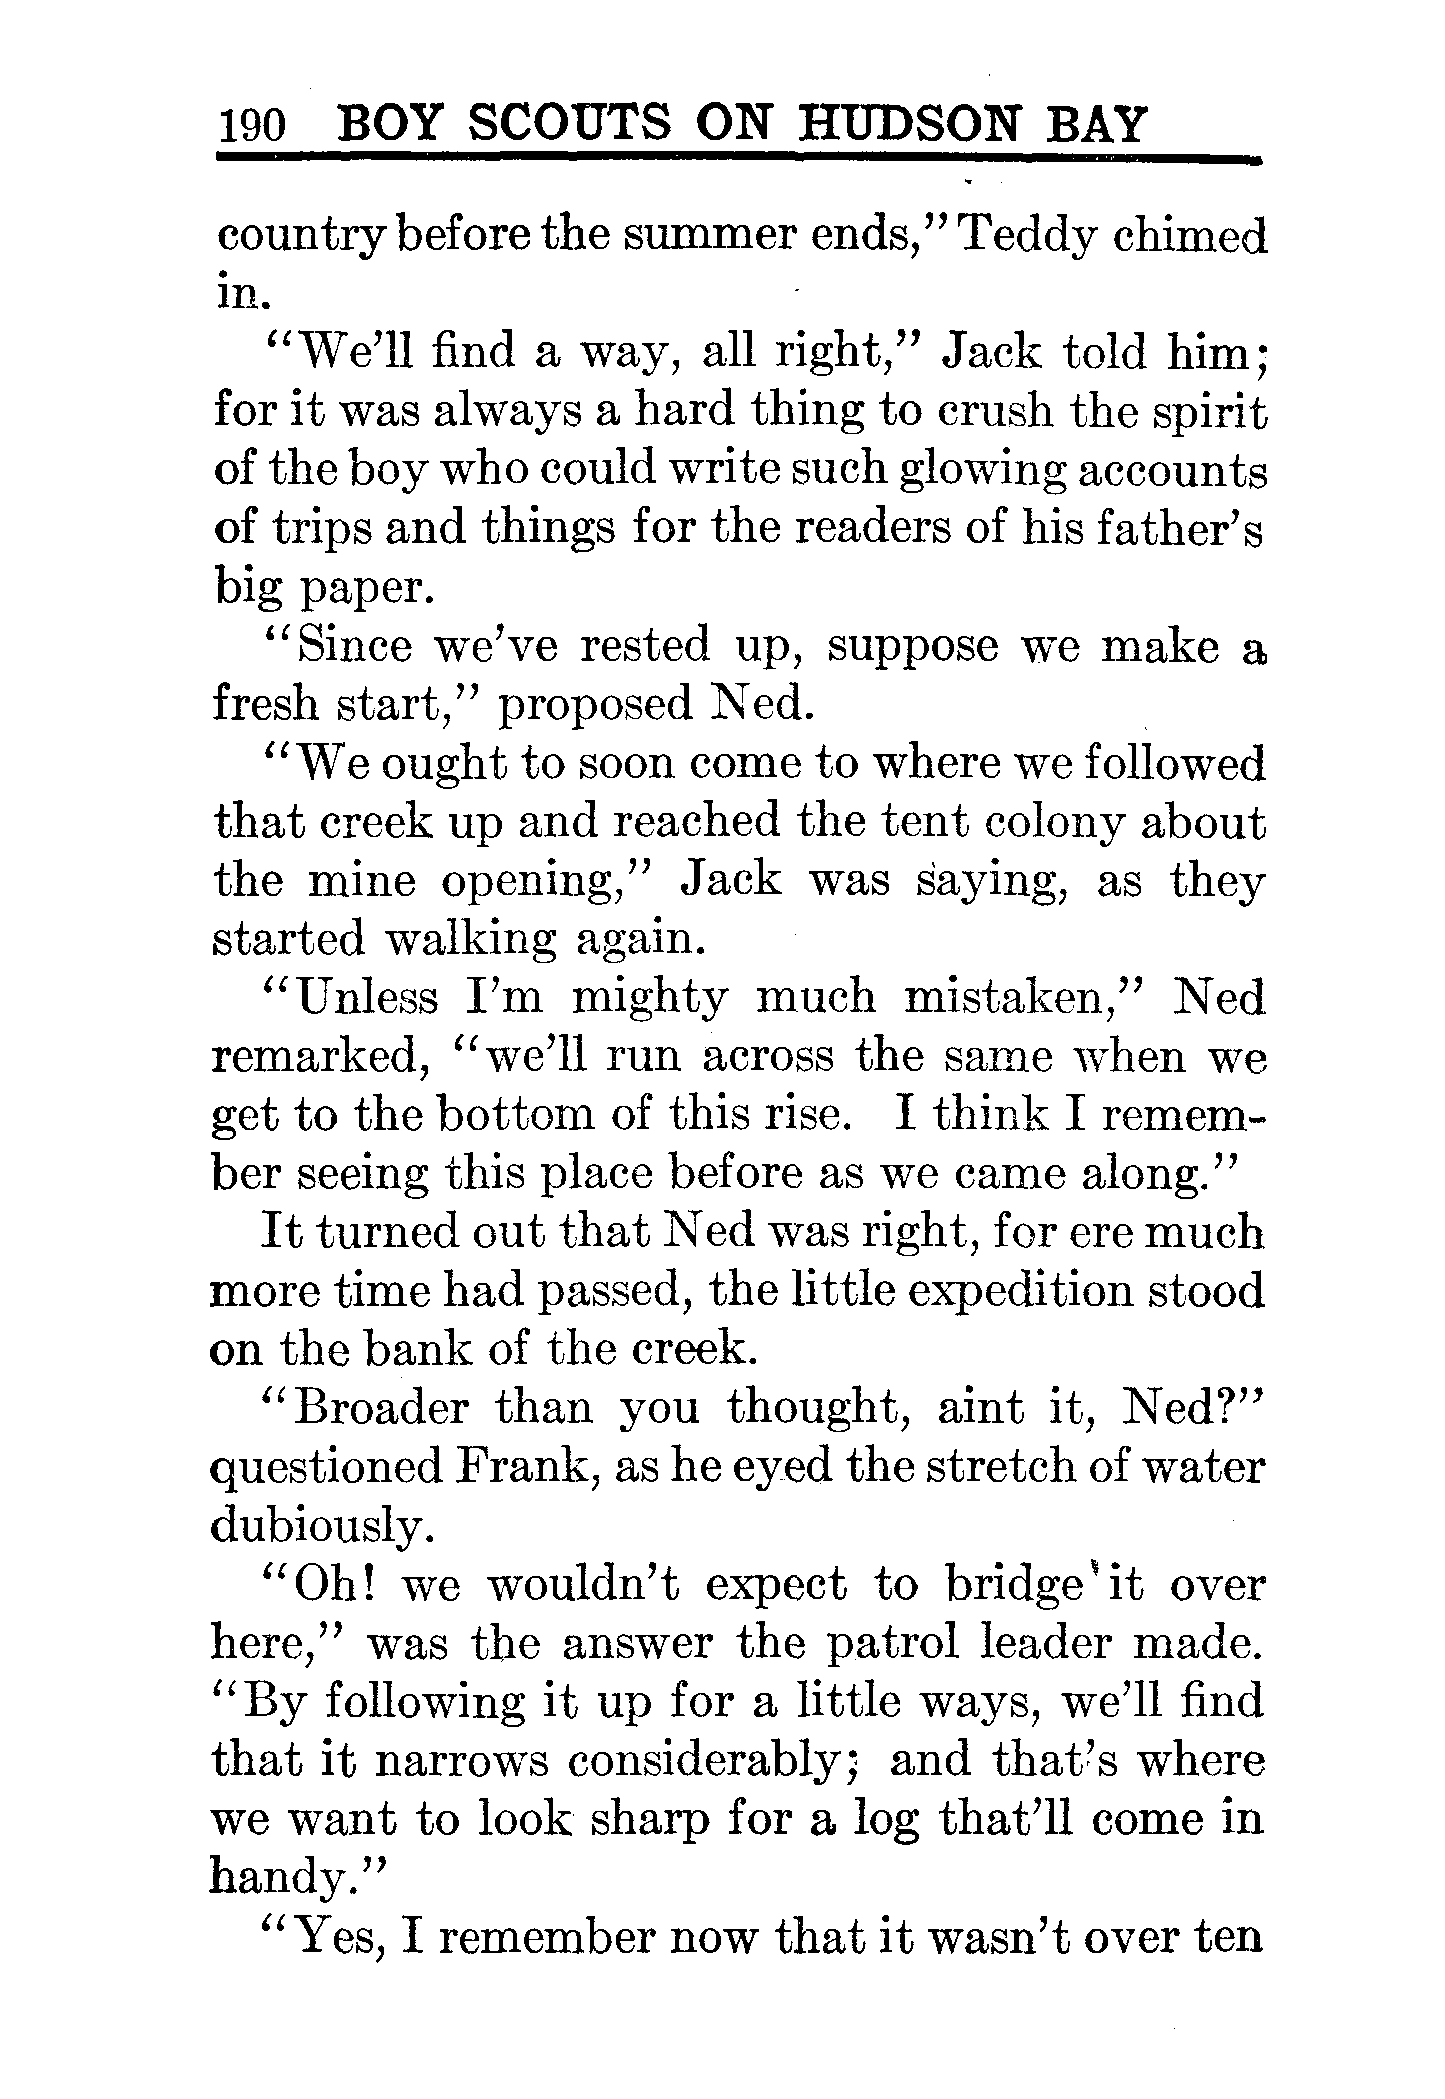 190 BOY SCOUTS ON HUDSON BAY
country before the summer ends," Teddy chimed
in.
"We'll find a way, all right," Jack told him;
for it was always a hard thing to crush the spirit
of the boy who could write such glowing accounts
of trips and things for the readers of his father's
big paper.
"Since we've rested up, suppose we make a
fresh start," proposed Ned.
"We ought to soon come to where we followed
that creek up and reached the tent colony about
the mine opening," Jack was saying, as they
started walking again.
"Unless I'm mighty much mistaken," Ned
remarked, "we'll run across the same when we
get to the bottom of this rise. I think I remem-
ber seeing this place before as we came along."
It turned out that Ned was right, for ere much
more time had passed, the little expedition stood
on the bank of the creek.
"Broader than you thought, aint it, Ned?"
questioned Frank, as he eyed the stretch of water
dubiously.
"Oh! we wouldn't expect to bridge it over
here," was the answer the patrol leader made.
"By following it up for a little ways, we'll find
that it narrows considerably; and that's where
we want to look sharp for a log that'll come in
handy."
"Yes, I remember now that it wasn't over ten